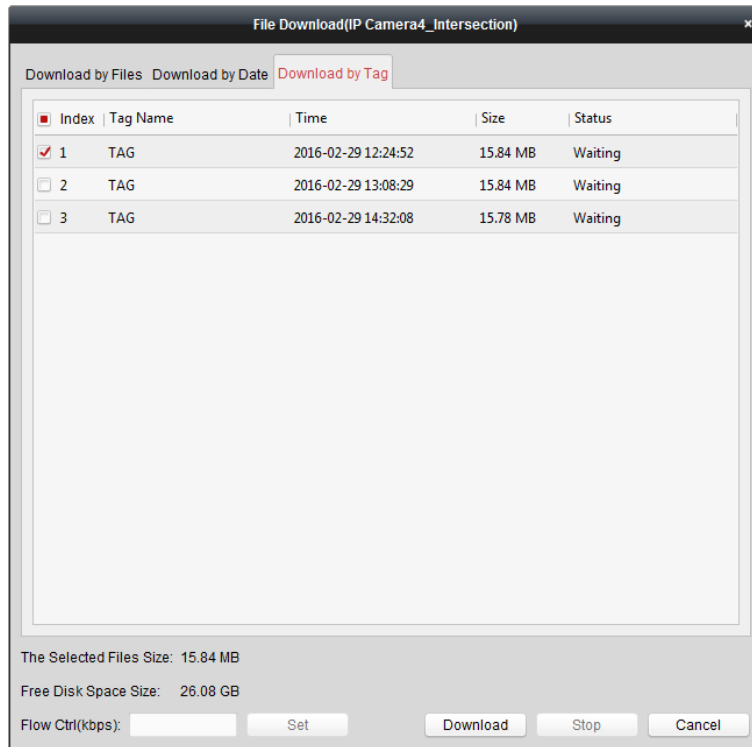 File Download(IP Camera4_Intersection) ×
Download by Files Download by Date Download by Tag
Index Tag Name Time Size Status
1 TAG 2016-02-29 12:24:52 15.84 MB Waiting
2 TAG 2016-02-29 13:08:29 15.84 MB Waiting
3 TAG 2016-02-29 14:32:08 15.78 MB Waiting
The Selected Files Size: 15.84 MB
Free Disk Space Size: 26.08 GB
Flow Ctrl(kbps): Set Download Stop Cancel